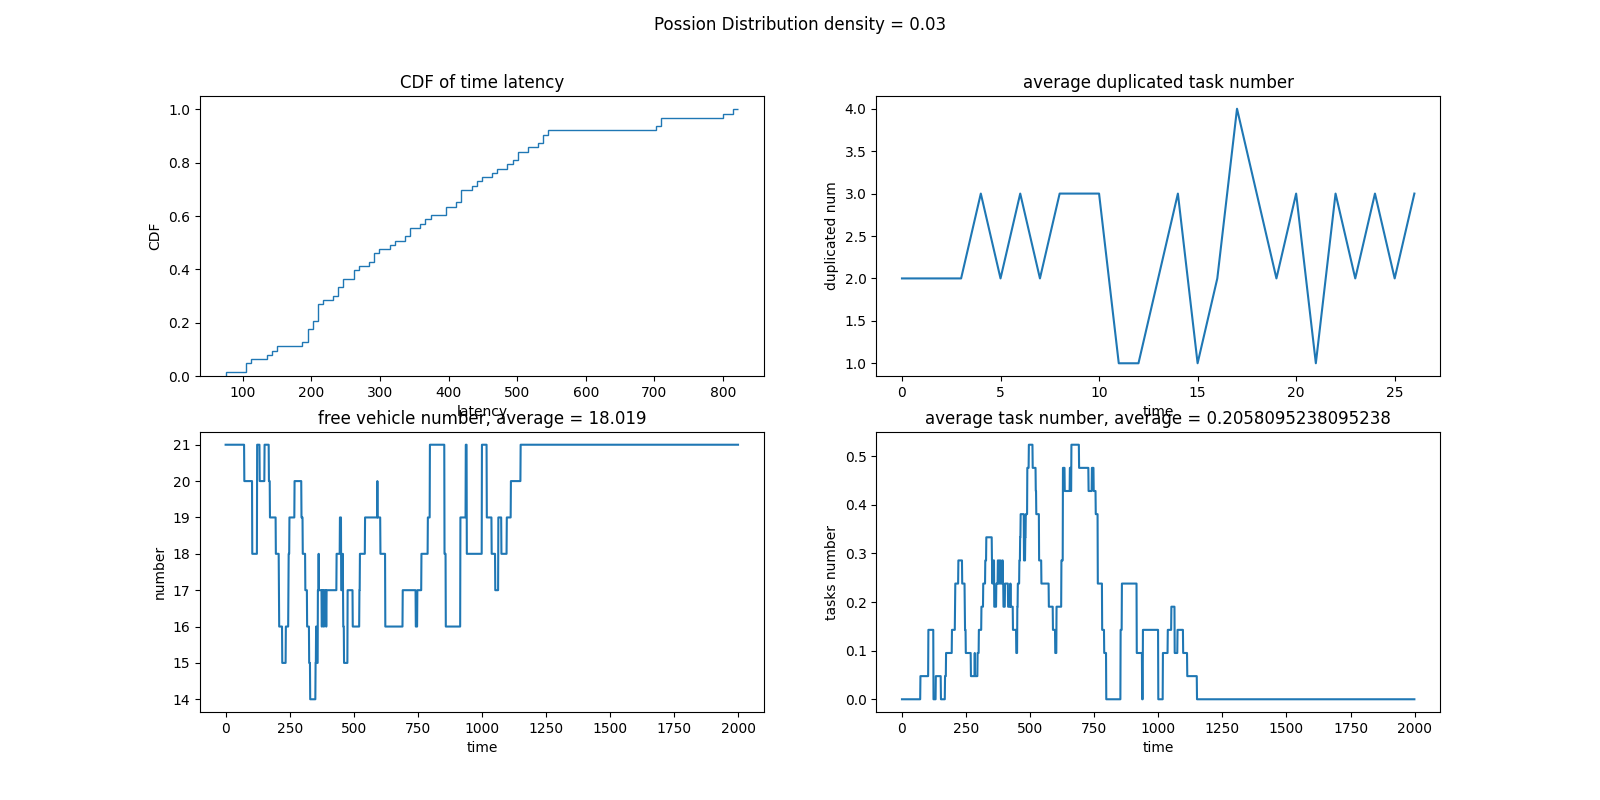 Possion Distribution density = 0.03
CDF of time latency
CDF
1.0
0.8
0.6
0.4
0.2
0.0
100 200 300 400 500 600 700 800
latency
average duplicated task number
duplicated num
4.0
3.5
3.0
2.5
2.0
1.5
1.0
0 5 10 15 20 25
time
free vehicle number, average = 18.019
number
21
20
19
18
17
16
15
14
0 250 500 750 1000 1250 1500 1750 2000
time
average task number, average = 0.2058095238095238
tasks number
0.5
0.4
0.3
0.2
0.1
0.0
0 250 500 750 1000 1250 1500 1750 2000
time